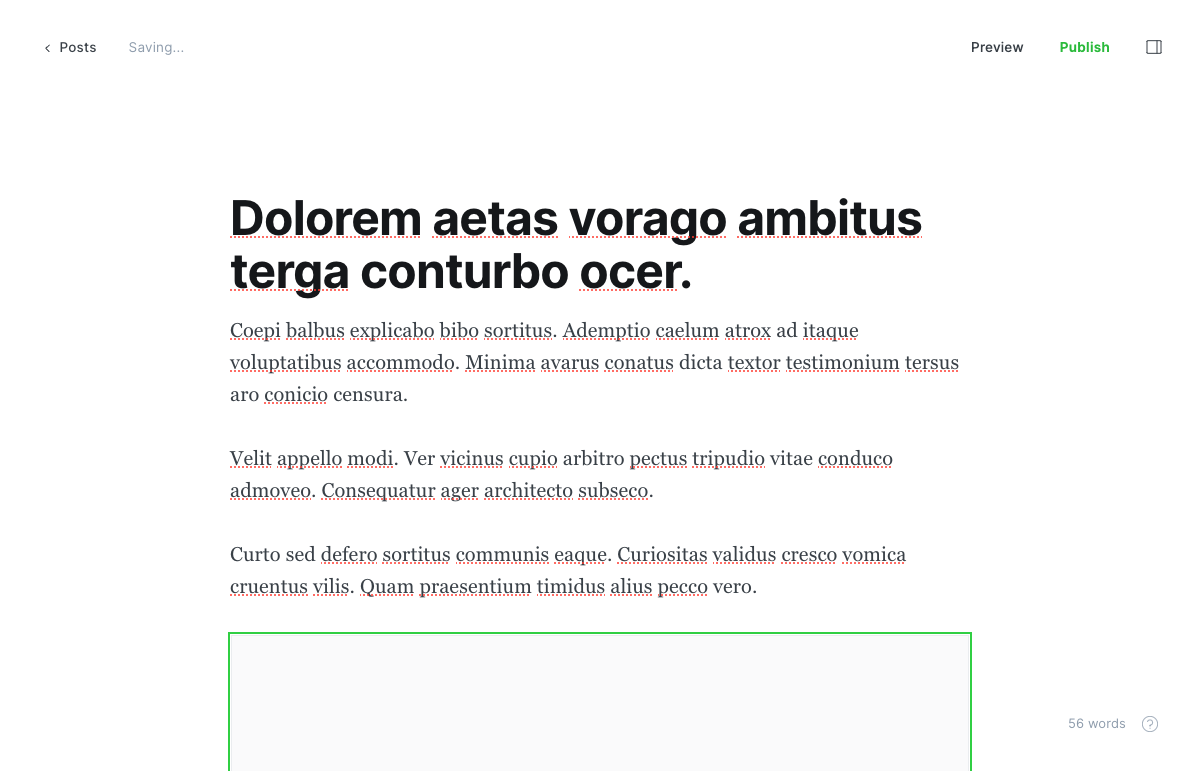 Posts Saving... Preview Publish
Dolorem aetas vorago ambitus
terga conturbo ocer.
Coepi balbus explicabo bibo sortitus. Ademptio caelum atrox ad itaque
voluptatibus accommodo. Minima avarus conatus dicta textor testimonium tersus
aro conicio censura.
Velit appello modi. Ver vicinus cupio arbitro pectus tripudio vitae conduco
admoveo. Consequatur ager architecto subseco.
Curto sed defero sortitus communis eaque. Curiositas validus cresco vomica
cruentus vilis. Quam praesentium timidus alius pecco vero.
56 words